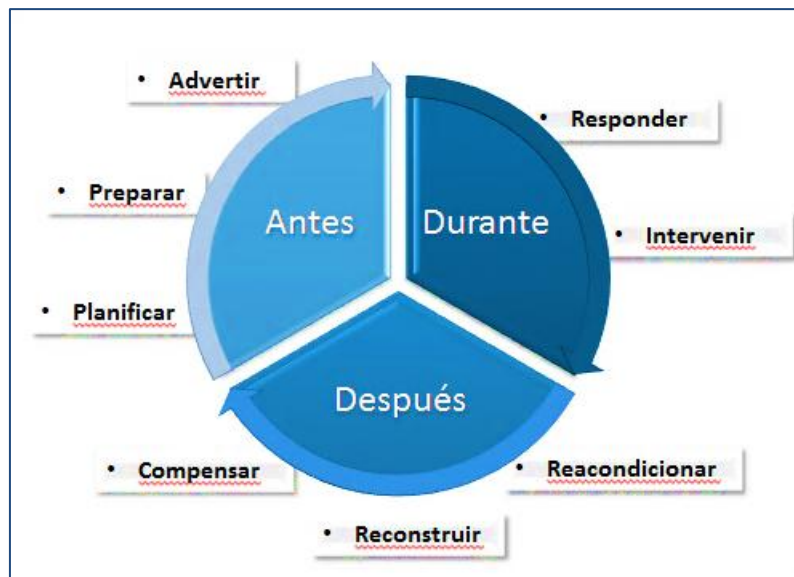 • Advertir
• Preparar
• Planificar
Antes
Durante
• Responder
• Intervenir
Después
• Compensar
• Reacondicionar
• Reconstruir